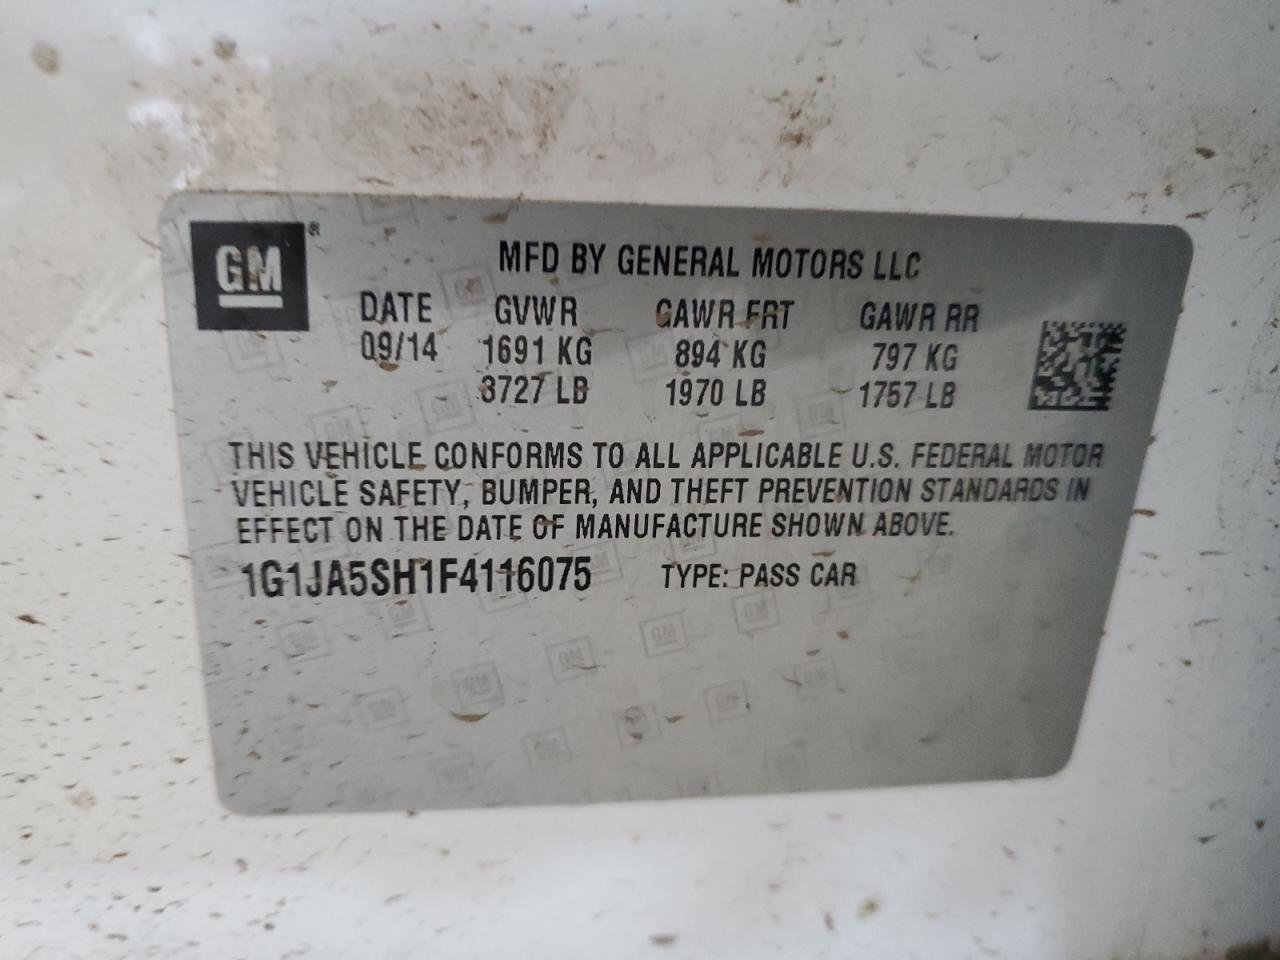 GM
MFD BY GENERAL MOTORS LLC
DATE GVWR GAWR FRT GAWR RR
09/14 1691 KG 894 KG 797 KG
3727 LB 1970 LB 1757 LB
THIS VEHICLE CONFORMS TO ALL APPLICABLE U.S. FEDERAL MOTOR
VEHICLE SAFETY, BUMPER, AND THEFT PREVENTION STANDARDS IN
EFFECT ON THE DATE OF MANUFACTURE SHOWN ABOVE.
1G1JA5SH1F4116075 TYPE: PASS CAR